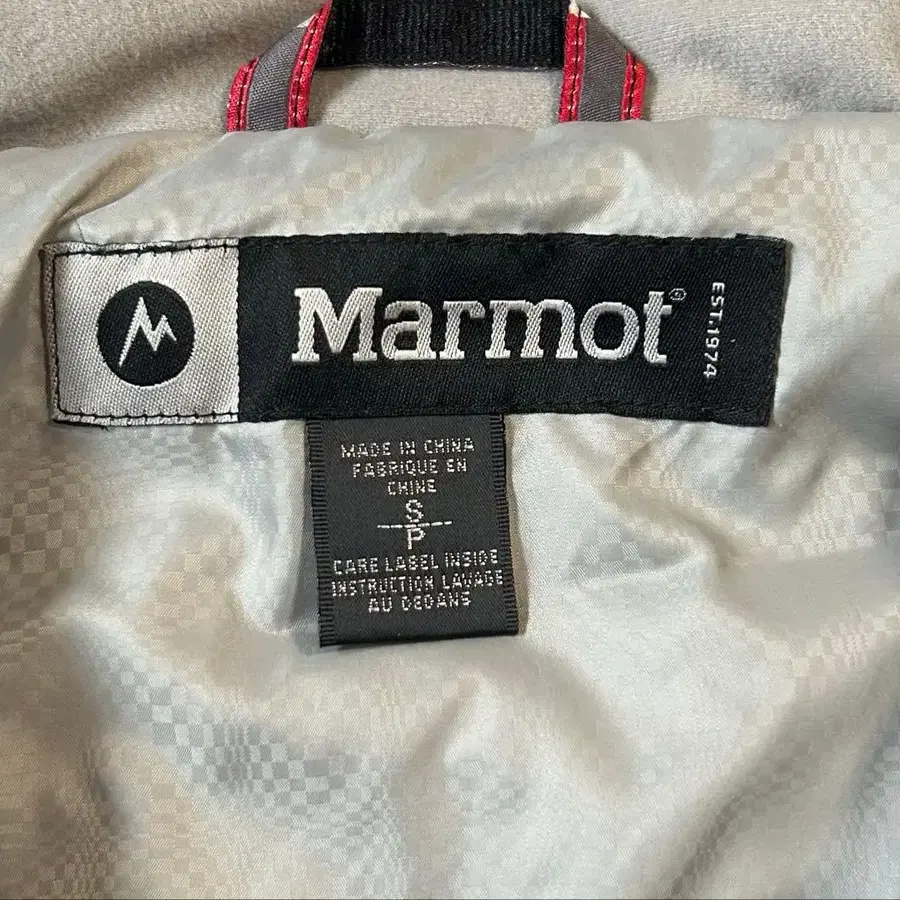 Marmot®
EST.1974
MADE IN CHINA
FABRIQUE EN
CHINE
S
P
CARE LABEL INSIDE
INSTRUCTION LAVAGE
AU DEDANS